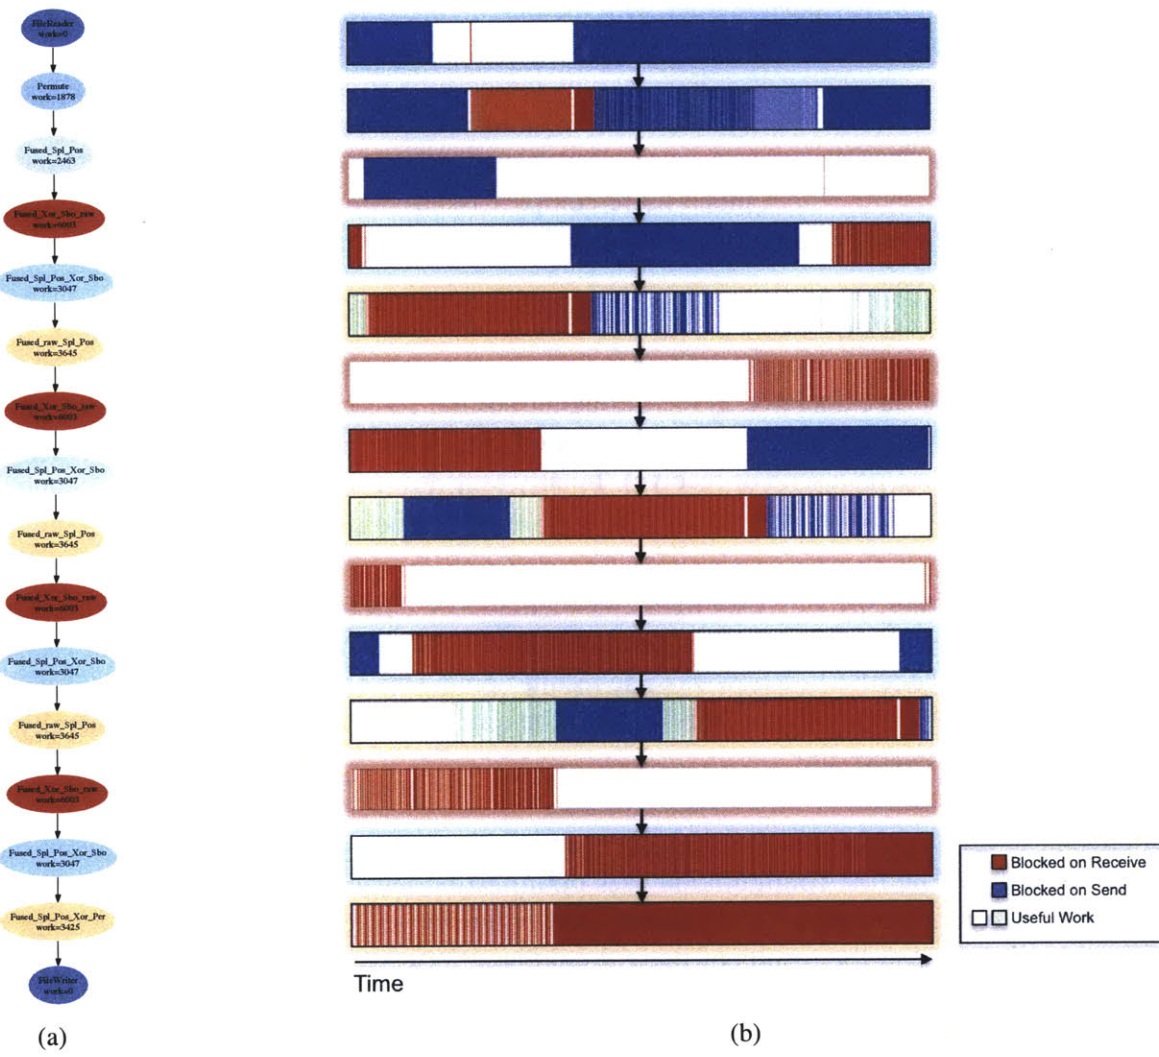 FileReader
work=0
Permute
work=1878
Fused_Spl_Pos
work=2463
Fused_Xor_Sbo_raw
work=6003
Fused_Spl_Pos_Xor_Sbo
work=3047
Fused_raw_Spl_Pos
work=3645
Fused_Xor_Sbo_raw
work=6003
Fused_Spl_Pos_Xor_Sbo
work=3047
Fused_raw_Spl_Pos
work=3645
Fused_Xor_Sbo_raw
work=6003
Fused_Spl_Pos_Xor_Sbo
work=3047
Fused_raw_Spl_Pos
work=3645
Fused_Xor_Sbo_raw
work=6003
Fused_Spl_Pos_Xor_Sbo
work=3047
Fused_Spl_Pos_Xor_Per
work=3425
FileWriter
work=0
(a)
Blocked on Receive
Blocked on Send
Useful Work
Time
(b)